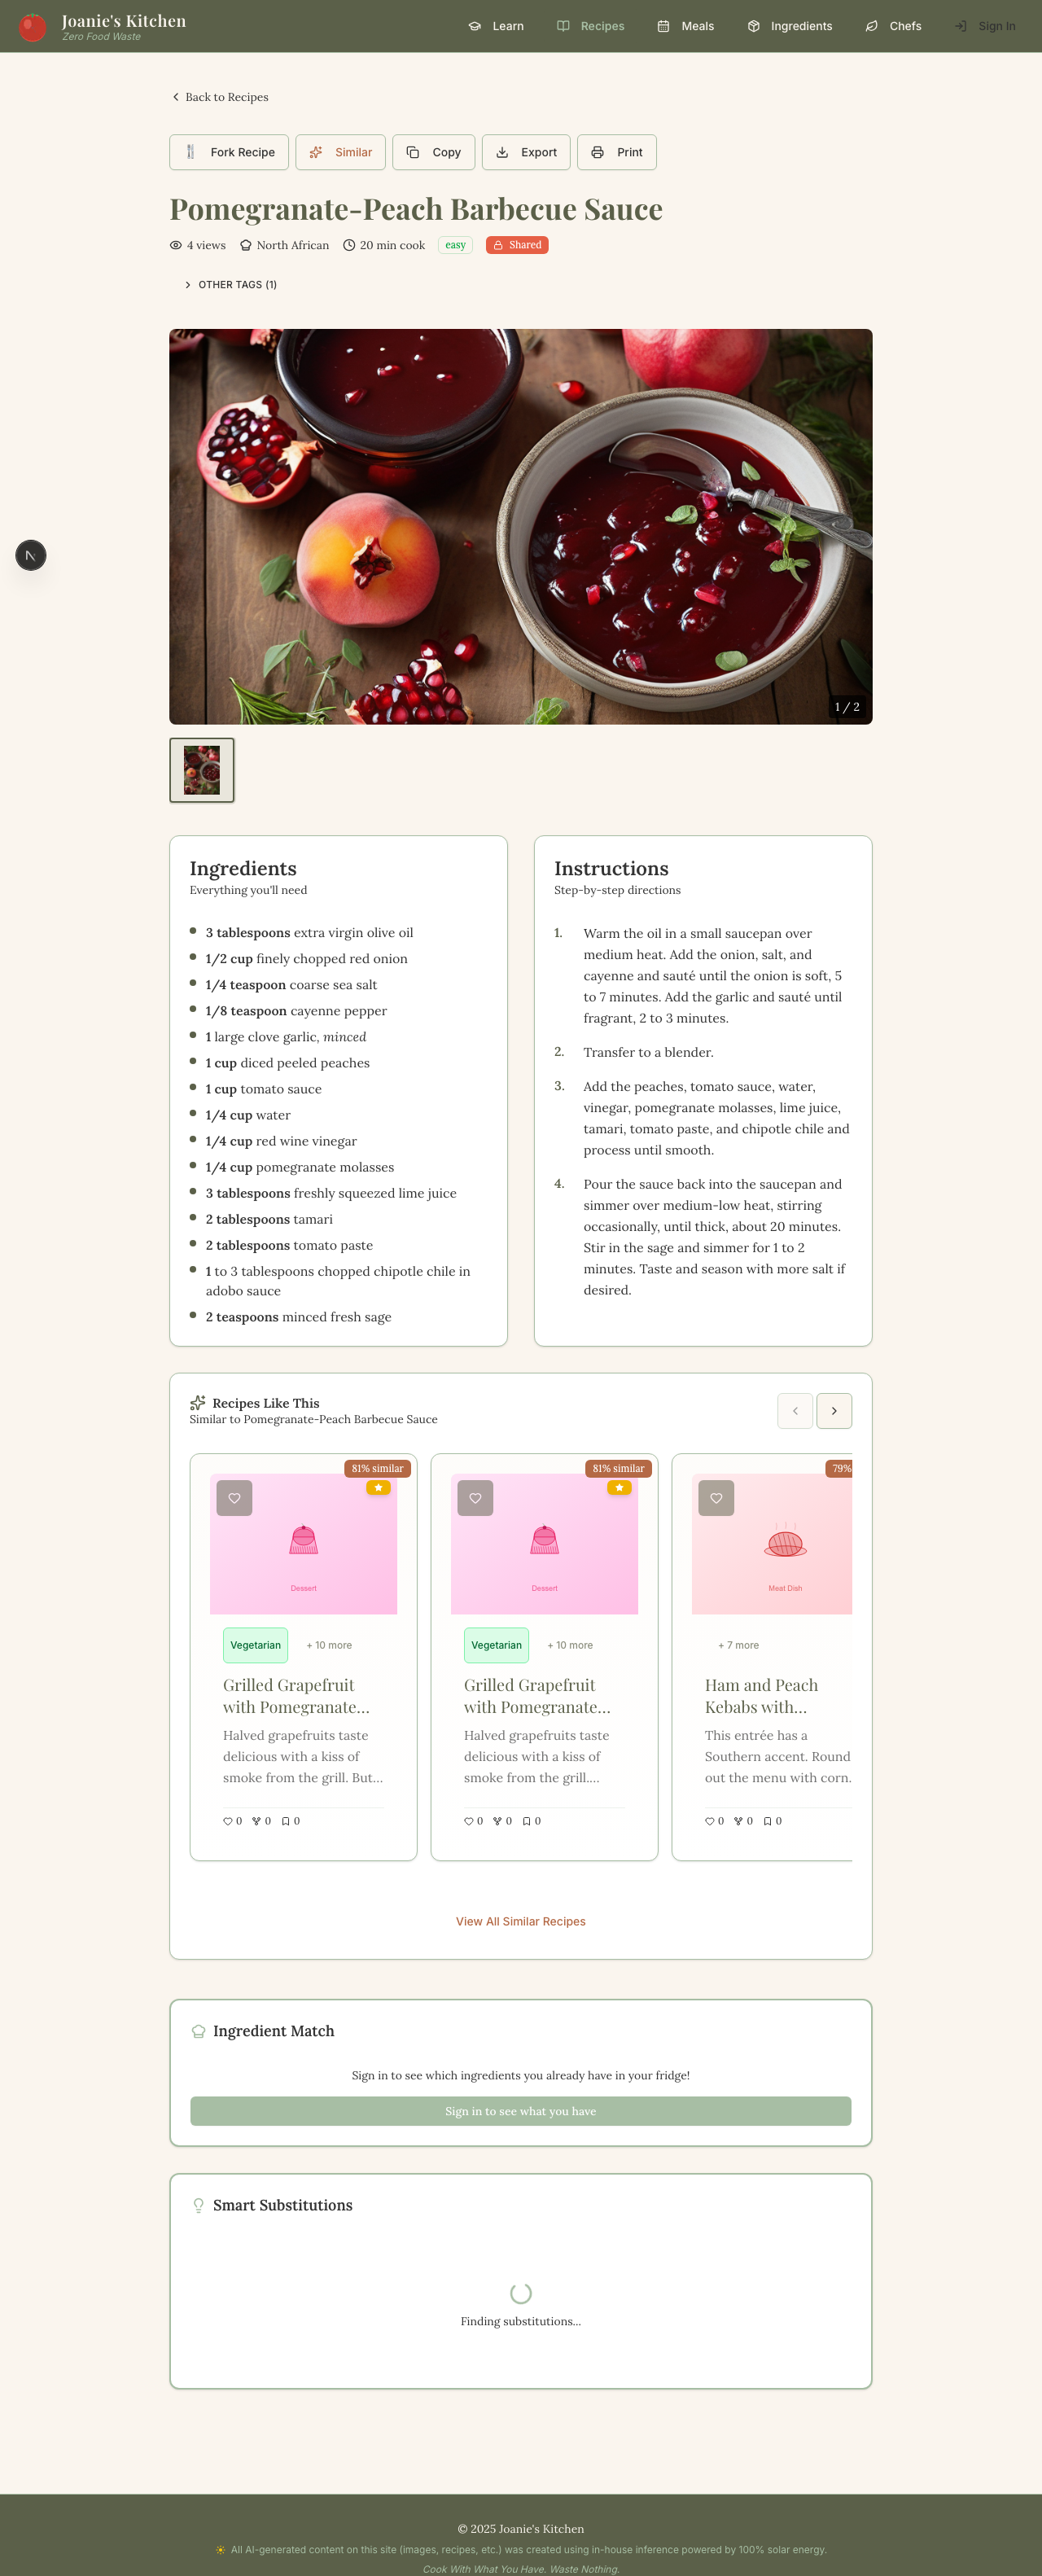 Joanie's Kitchen
Zero Food Waste
Learn
Recipes
Meals
Ingredients
Chefs
Sign In
Back to Recipes
Fork Recipe
Similar
Copy
Export
Print
Pomegranate-Peach Barbecue Sauce
4 views
North African
20 min cook
easy
Shared
OTHER TAGS (1)
1 / 2
Ingredients
Everything you'll need
3 tablespoons extra virgin olive oil
1/2 cup finely chopped red onion
1/4 teaspoon coarse sea salt
1/8 teaspoon cayenne pepper
1 large clove garlic, minced
1 cup diced peeled peaches
1 cup tomato sauce
1/4 cup water
1/4 cup red wine vinegar
1/4 cup pomegranate molasses
3 tablespoons freshly squeezed lime juice
2 tablespoons tamari
2 tablespoons tomato paste
1 to 3 tablespoons chopped chipotle chile in
adobo sauce
2 teaspoons minced fresh sage
Instructions
Step-by-step directions
1. Warm the oil in a small saucepan over
medium heat. Add the onion, salt, and
cayenne and sauté until the onion is soft, 5
to 7 minutes. Add the garlic and sauté until
fragrant, 2 to 3 minutes.
2. Transfer to a blender.
3. Add the peaches, tomato sauce, water,
vinegar, pomegranate molasses, lime juice,
tamari, tomato paste, and chipotle chile and
process until smooth.
4. Pour the sauce back into the saucepan and
simmer over medium-low heat, stirring
occasionally, until thick, about 20 minutes.
Stir in the sage and simmer for 1 to 2
minutes. Taste and season with more salt if
desired.
Recipes Like This
Similar to Pomegranate-Peach Barbecue Sauce
81% similar
Dessert
Vegetarian
+ 10 more
Grilled Grapefruit
with Pomegranate...
Halved grapefruits taste
delicious with a kiss of
smoke from the grill. But...
0 0 0
81% similar
Dessert
Vegetarian
+ 10 more
Grilled Grapefruit
with Pomegranate...
Halved grapefruits taste
delicious with a kiss of
smoke from the grill....
0 0 0
79%
Meat Dish
+ 7 more
Ham and Peach
Kebabs with...
This entrée has a
Southern accent. Round
out the menu with corn.
0 0 0
View All Similar Recipes
Ingredient Match
Sign in to see which ingredients you already have in your fridge!
Sign in to see what you have
Smart Substitutions
Finding substitutions...
© 2025 Joanie's Kitchen
All AI-generated content on this site (images, recipes, etc.) was created using in-house inference powered by 100% solar energy.
Cook With What You Have. Waste Nothing.